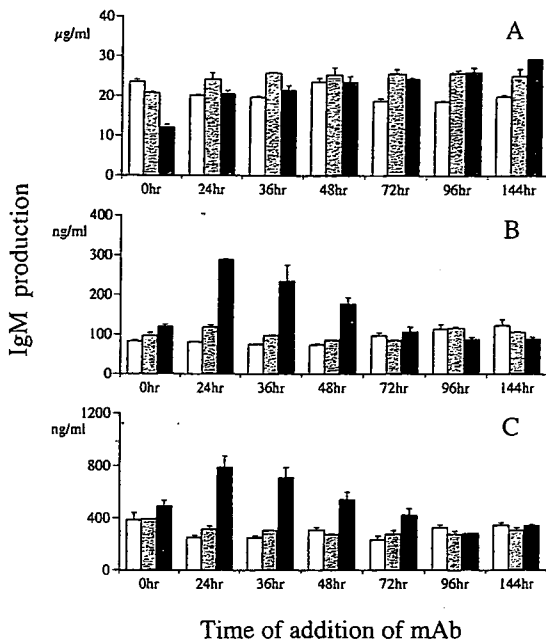 40
µg/ml
A
30
20
10
0
0hr 24hr 36hr 48hr 72hr 96hr 144hr
400
ng/ml
B
300
200
100
0
0hr 24hr 36hr 48hr 72hr 96hr 144hr
1200
ng/ml
C
800
400
0
0hr 24hr 36hr 48hr 72hr 96hr 144hr
IgM production
Time of addition of mAb